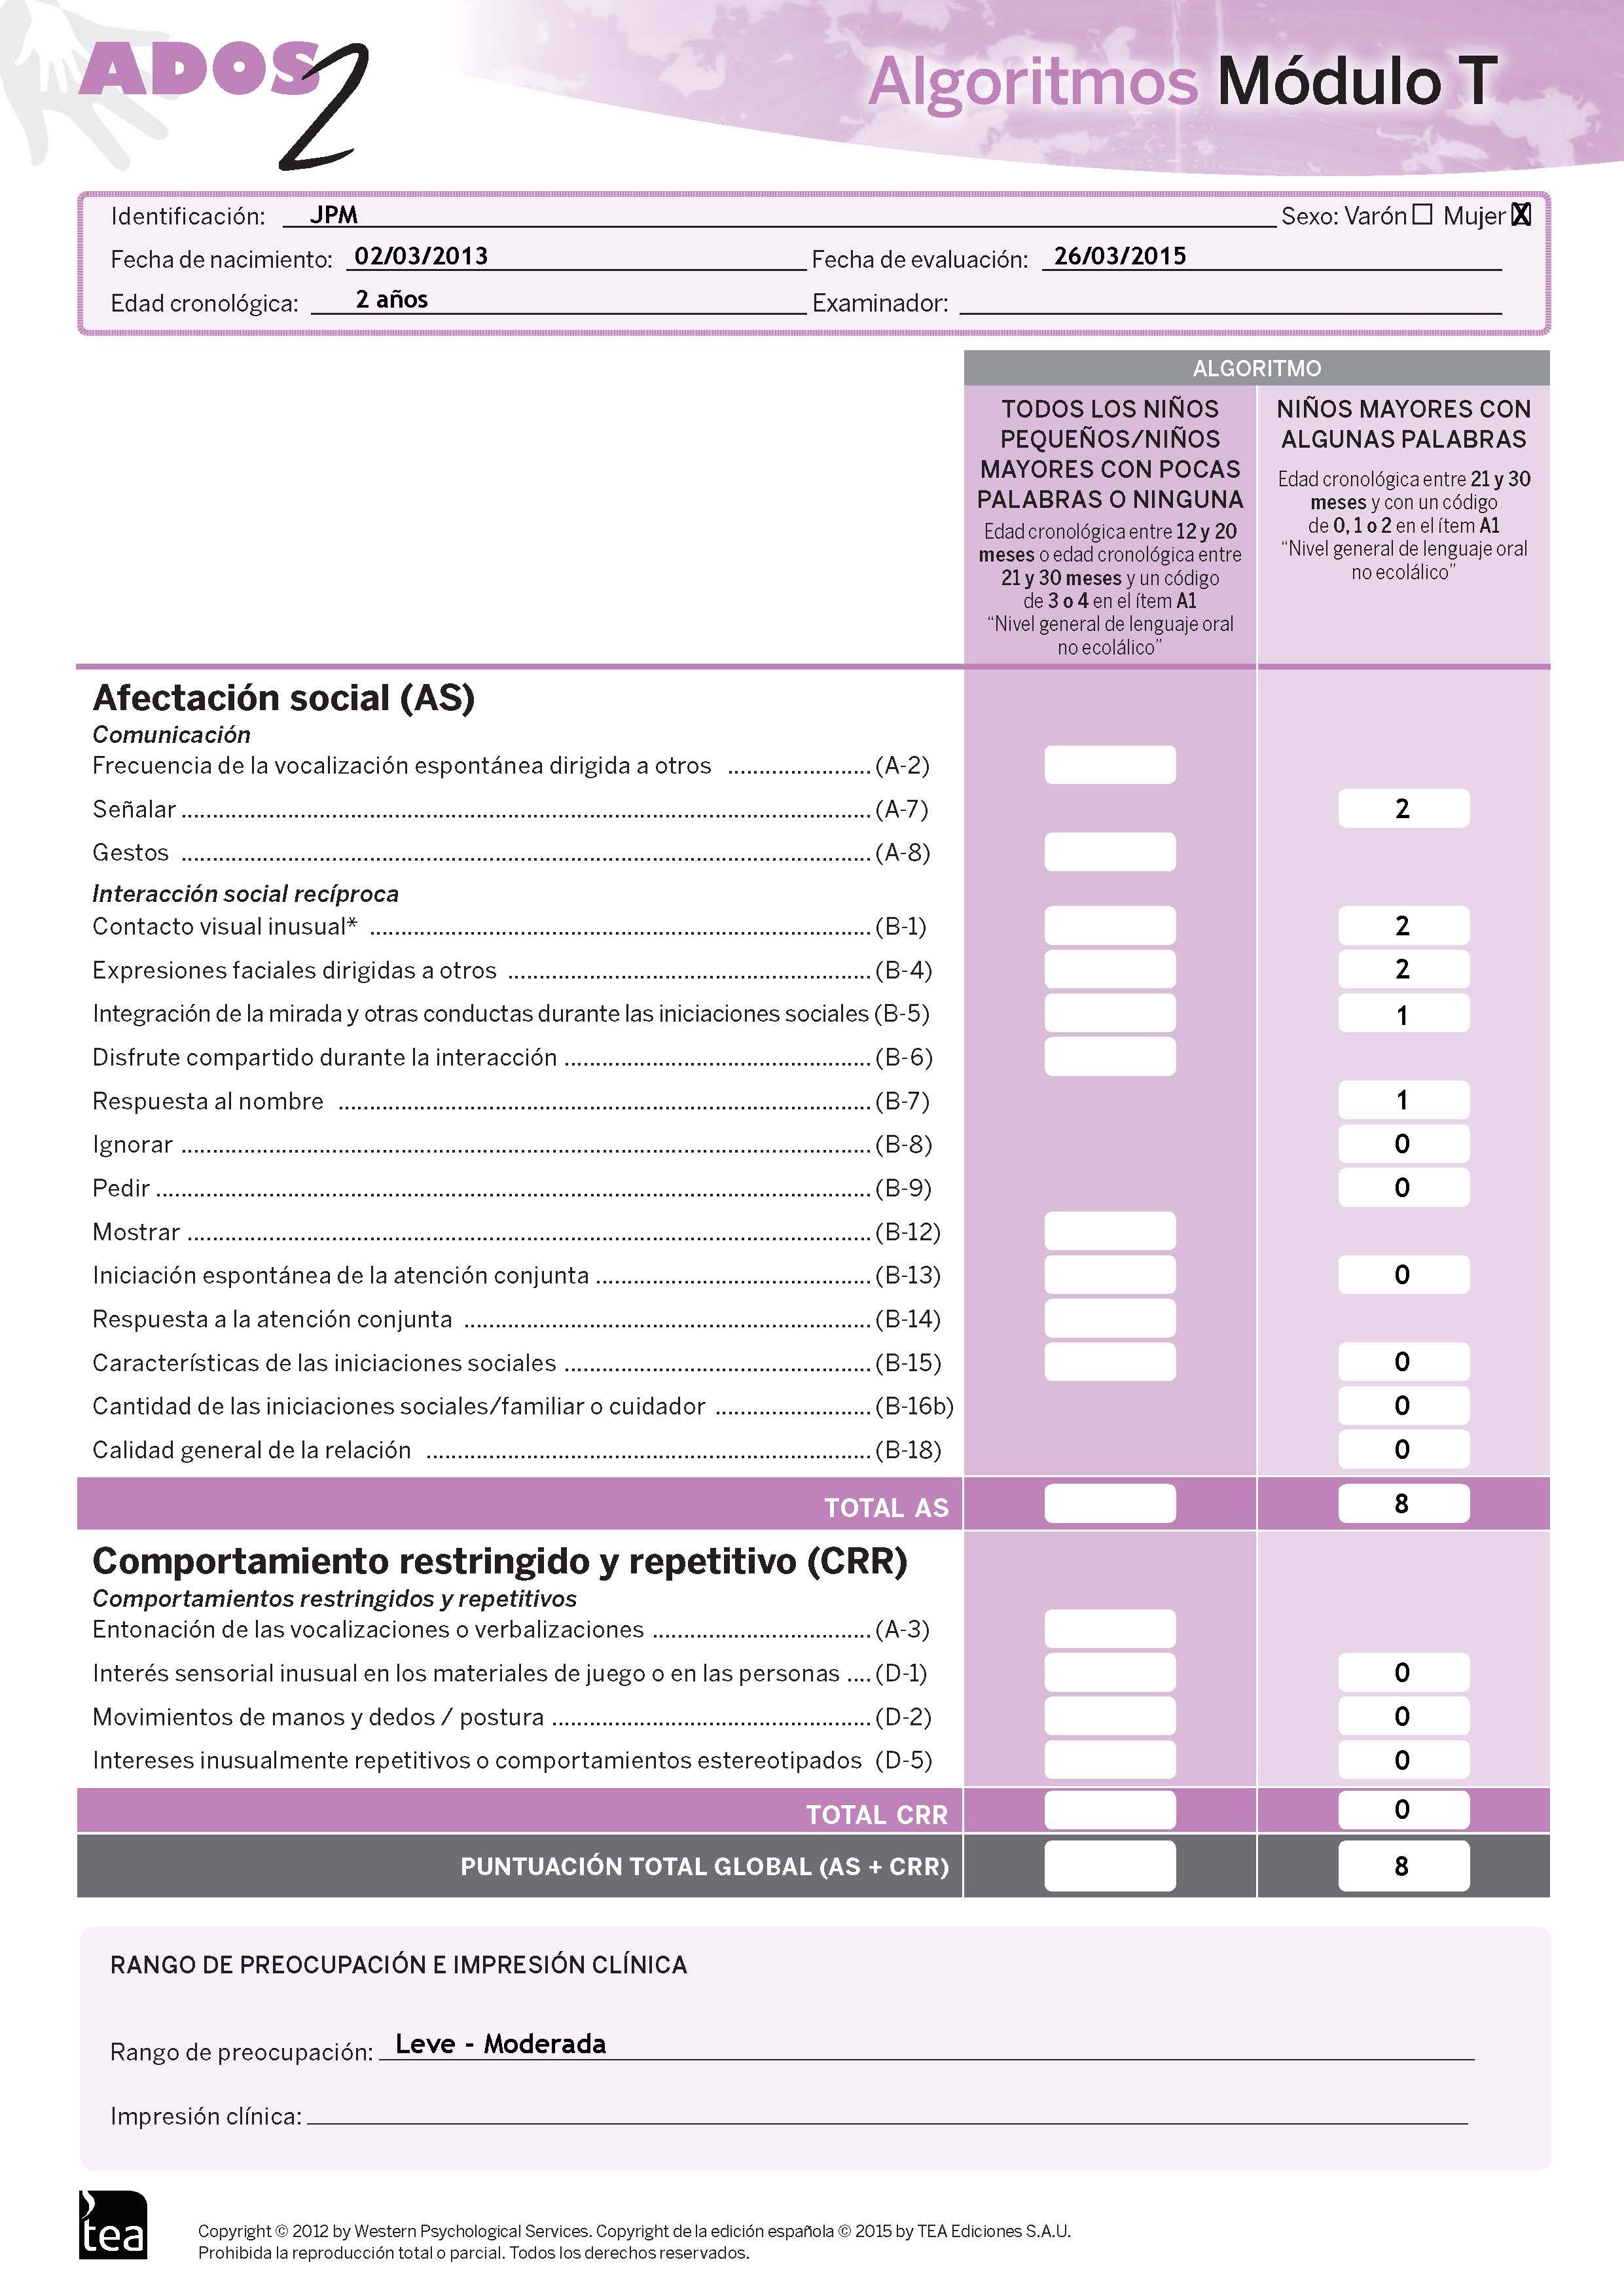 ADOS 2
Algoritmos Módulo T
Identificación: JPM Sexo: Varón ☐ Mujer ☒
Fecha de nacimiento: 02/03/2013 Fecha de evaluación: 26/03/2015
Edad cronológica: 2 años Examinador:
ALGORITMO
TODOS LOS NIÑOS
PEQUEÑOS/NIÑOS
MAYORES CON POCAS
PALABRAS O NINGUNA
Edad cronológica entre 12 y 20
meses o edad cronológica entre
21 y 30 meses y un código
de 3 o 4 en el ítem A1
“Nivel general de lenguaje oral
no ecolálico”
NIÑOS MAYORES CON
ALGUNAS PALABRAS
Edad cronológica entre 21 y 30
meses y con un código
de 0, 1 o 2 en el ítem A1
“Nivel general de lenguaje oral
no ecolálico”
Afectación social (AS)
Comunicación
Frecuencia de la vocalización espontánea dirigida a otros ....................... (A-2)
Señalar ............................................................ (A-7) 2
Gestos ............................................................ (A-8)
Interacción social recíproca
Contacto visual inusual* ............................................................ (B-1) 2
Expresiones faciales dirigidas a otros ............................................................ (B-4) 2
Integración de la mirada y otras conductas durante las iniciaciones sociales (B-5) 1
Disfrute compartido durante la interacción ................................................. (B-6)
Respuesta al nombre ............................................................ (B-7) 1
Ignorar ............................................................ (B-8) 0
Pedir ............................................................ (B-9) 0
Mostrar ............................................................ (B-12)
Iniciación espontánea de la atención conjunta ............................................ (B-13) 0
Respuesta a la atención conjunta ............................................................ (B-14)
Características de las iniciaciones sociales ................................................. (B-15) 0
Cantidad de las iniciaciones sociales/familiar o cuidador ......................... (B-16b) 0
Calidad general de la relación ............................................................ (B-18) 0
TOTAL AS 8
Comportamiento restringido y repetitivo (CRR)
Comportamientos restringidos y repetitivos
Entonación de las vocalizaciones o verbalizaciones ................................... (A-3)
Interés sensorial inusual en los materiales de juego o en las personas .... (D-1) 0
Movimientos de manos y dedos / postura ................................................... (D-2) 0
Intereses inusualmente repetitivos o comportamientos estereotipados (D-5) 0
TOTAL CRR 0
PUNTUACIÓN TOTAL GLOBAL (AS + CRR) 8
RANGO DE PREOCUPACIÓN E IMPRESIÓN CLÍNICA
Rango de preocupación: Leve - Moderada
Impresión clínica:
tea
Copyright © 2012 by Western Psychological Services. Copyright de la edición española © 2015 by TEA Ediciones S.A.U.
Prohibida la reproducción total o parcial. Todos los derechos reservados.